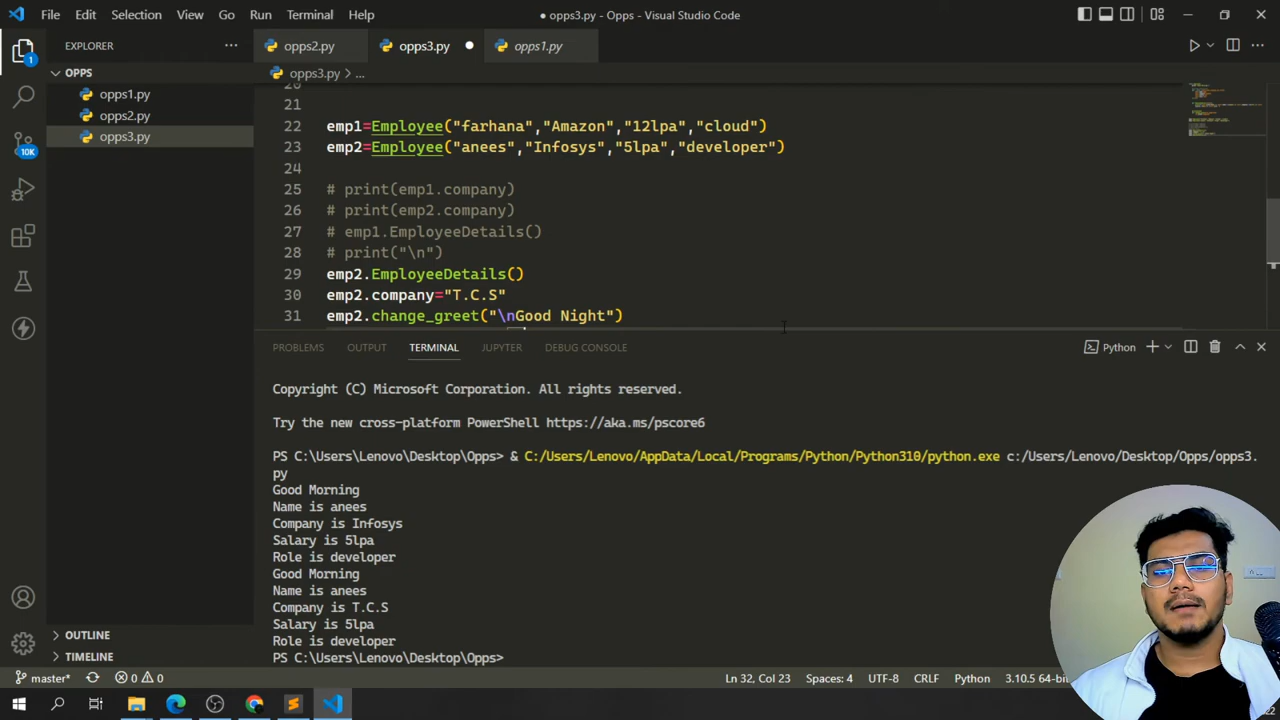 File Edit Selection View Go Run Terminal Help
● opps3.py - Opps - Visual Studio Code
EXPLORER ...
opps2.py
opps3.py ●
opps1.py
OPPS
opps3.py > ...
opps1.py
opps2.py
opps3.py
20
21
22 emp1=Employee("farhana","Amazon","12lpa","cloud")
23 emp2=Employee("anees","Infosys","5lpa","developer")
24
25 # print(emp1.company)
26 # print(emp2.company)
27 # emp1.EmployeeDetails()
28 # print("\n")
29 emp2.EmployeeDetails()
30 emp2.company="T.C.S"
31 emp2.change_greet("\nGood Night")
1
10K
PROBLEMS OUTPUT TERMINAL JUPYTER DEBUG CONSOLE
Python
Copyright (C) Microsoft Corporation. All rights reserved.
Try the new cross-platform PowerShell https://aka.ms/pscore6
PS C:\Users\Lenovo\Desktop\Opps> & C:/Users/Lenovo/AppData/Local/Programs/Python/Python310/python.exe c:/Users/Lenovo/Desktop/Opps/opps3.
py
Good Morning
Name is anees
Company is Infosys
Salary is 5lpa
Role is developer
Good Morning
Name is anees
Company is T.C.S
Salary is 5lpa
Role is developer
PS C:\Users\Lenovo\Desktop\Opps>
OUTLINE
TIMELINE
master* 0 0
Ln 32, Col 23 Spaces: 4 UTF-8 CRLF Python 3.10.5 64-b